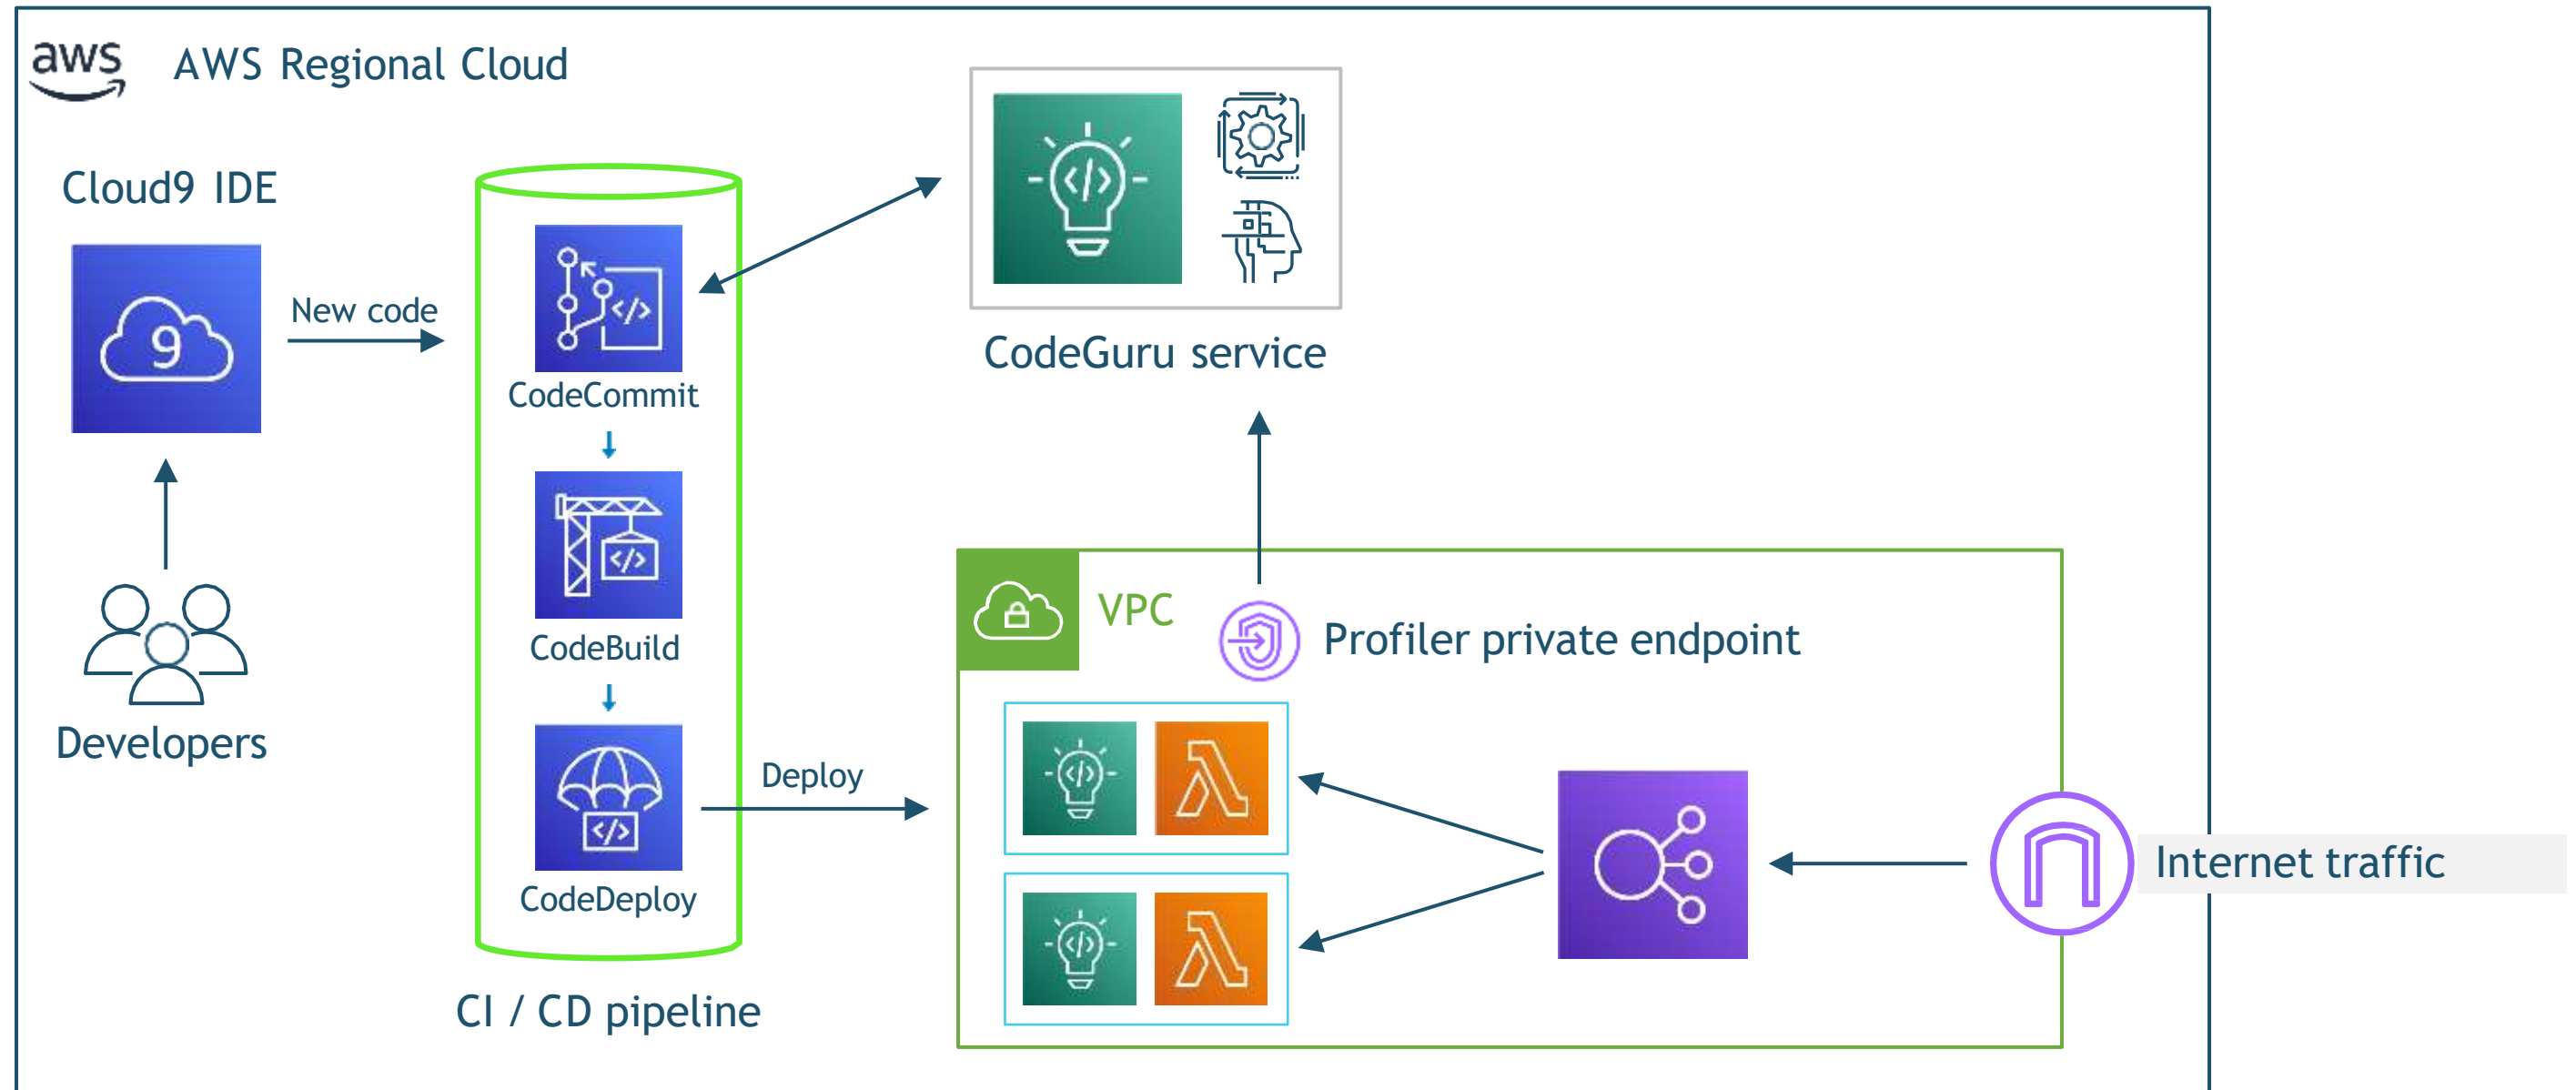 aws
AWS Regional Cloud
Cloud9 IDE
9
New code
Developers
</>
CodeCommit
</>
CodeBuild
</>
CodeDeploy
CI / CD pipeline
Deploy
</>
CodeGuru service
VPC
Profiler private endpoint
</>
</>
Internet traffic